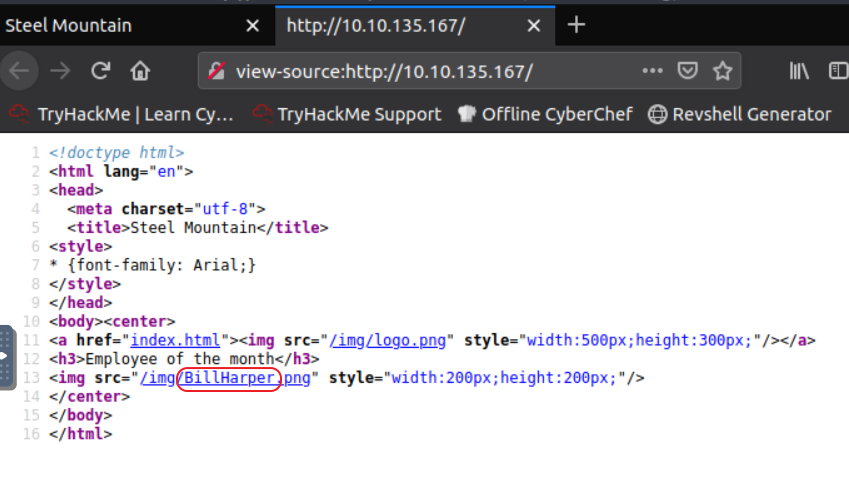 Steel Mountain × http://10.10.135.167/ × +
view-source:http://10.10.135.167/
TryHackMe | Learn Cy… TryHackMe Support Offline CyberChef Revshell Generator
1 <!doctype html>
2 <html lang="en">
3 <head>
4   <meta charset="utf-8">
5   <title>Steel Mountain</title>
6 <style>
7 * {font-family: Arial;}
8 </style>
9 </head>
10 <body><center>
11 <a href="index.html"><img src="/img/logo.png" style="width:500px;height:300px;"/></a>
12 <h3>Employee of the month</h3>
13 <img src="/img/BillHarper.png" style="width:200px;height:200px;"/>
14 </center>
15 </body>
16 </html>